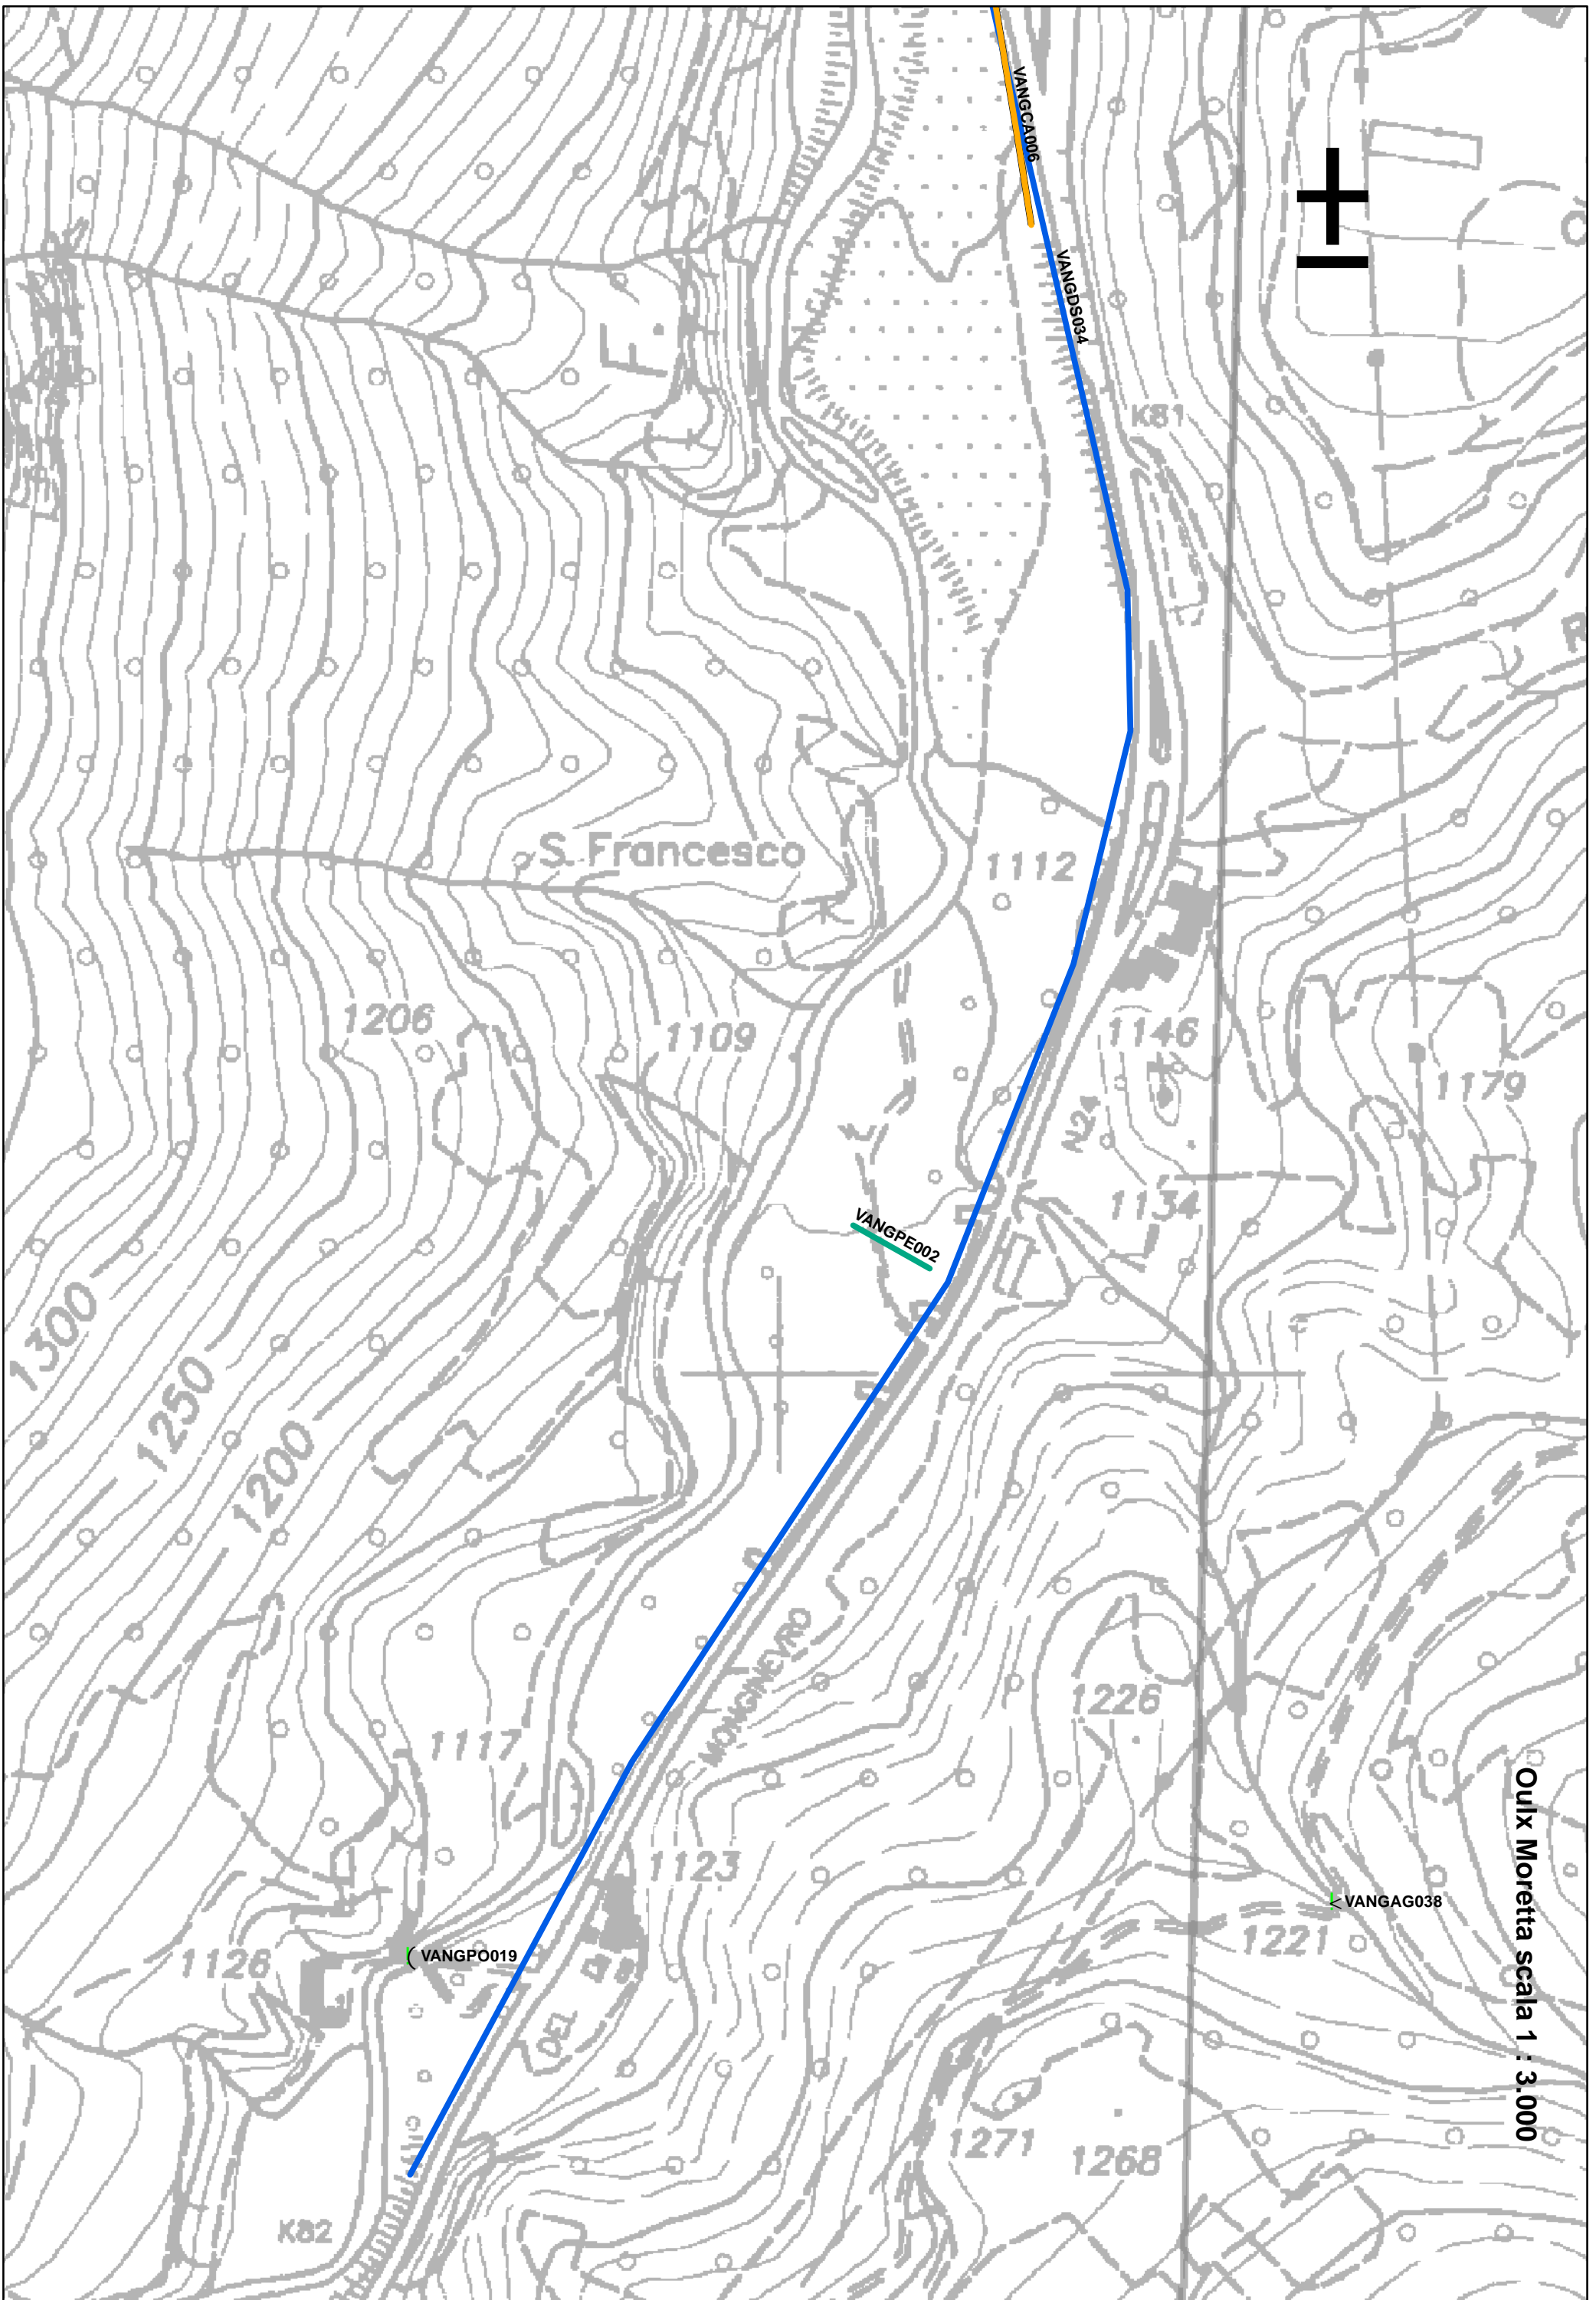 VANGCA006
VANGDS034
K81
F.
S. Francesco
1112
1206
1109
1146
1179
N24
1134
VANGPE002
1300
1250
1200
MONGINEVRO
1226
1117
1123
Oulx Moretta scala 1 : 3.000
VANGAG038
1221
VANGPO019
1128
DEL
1271
1268
K82